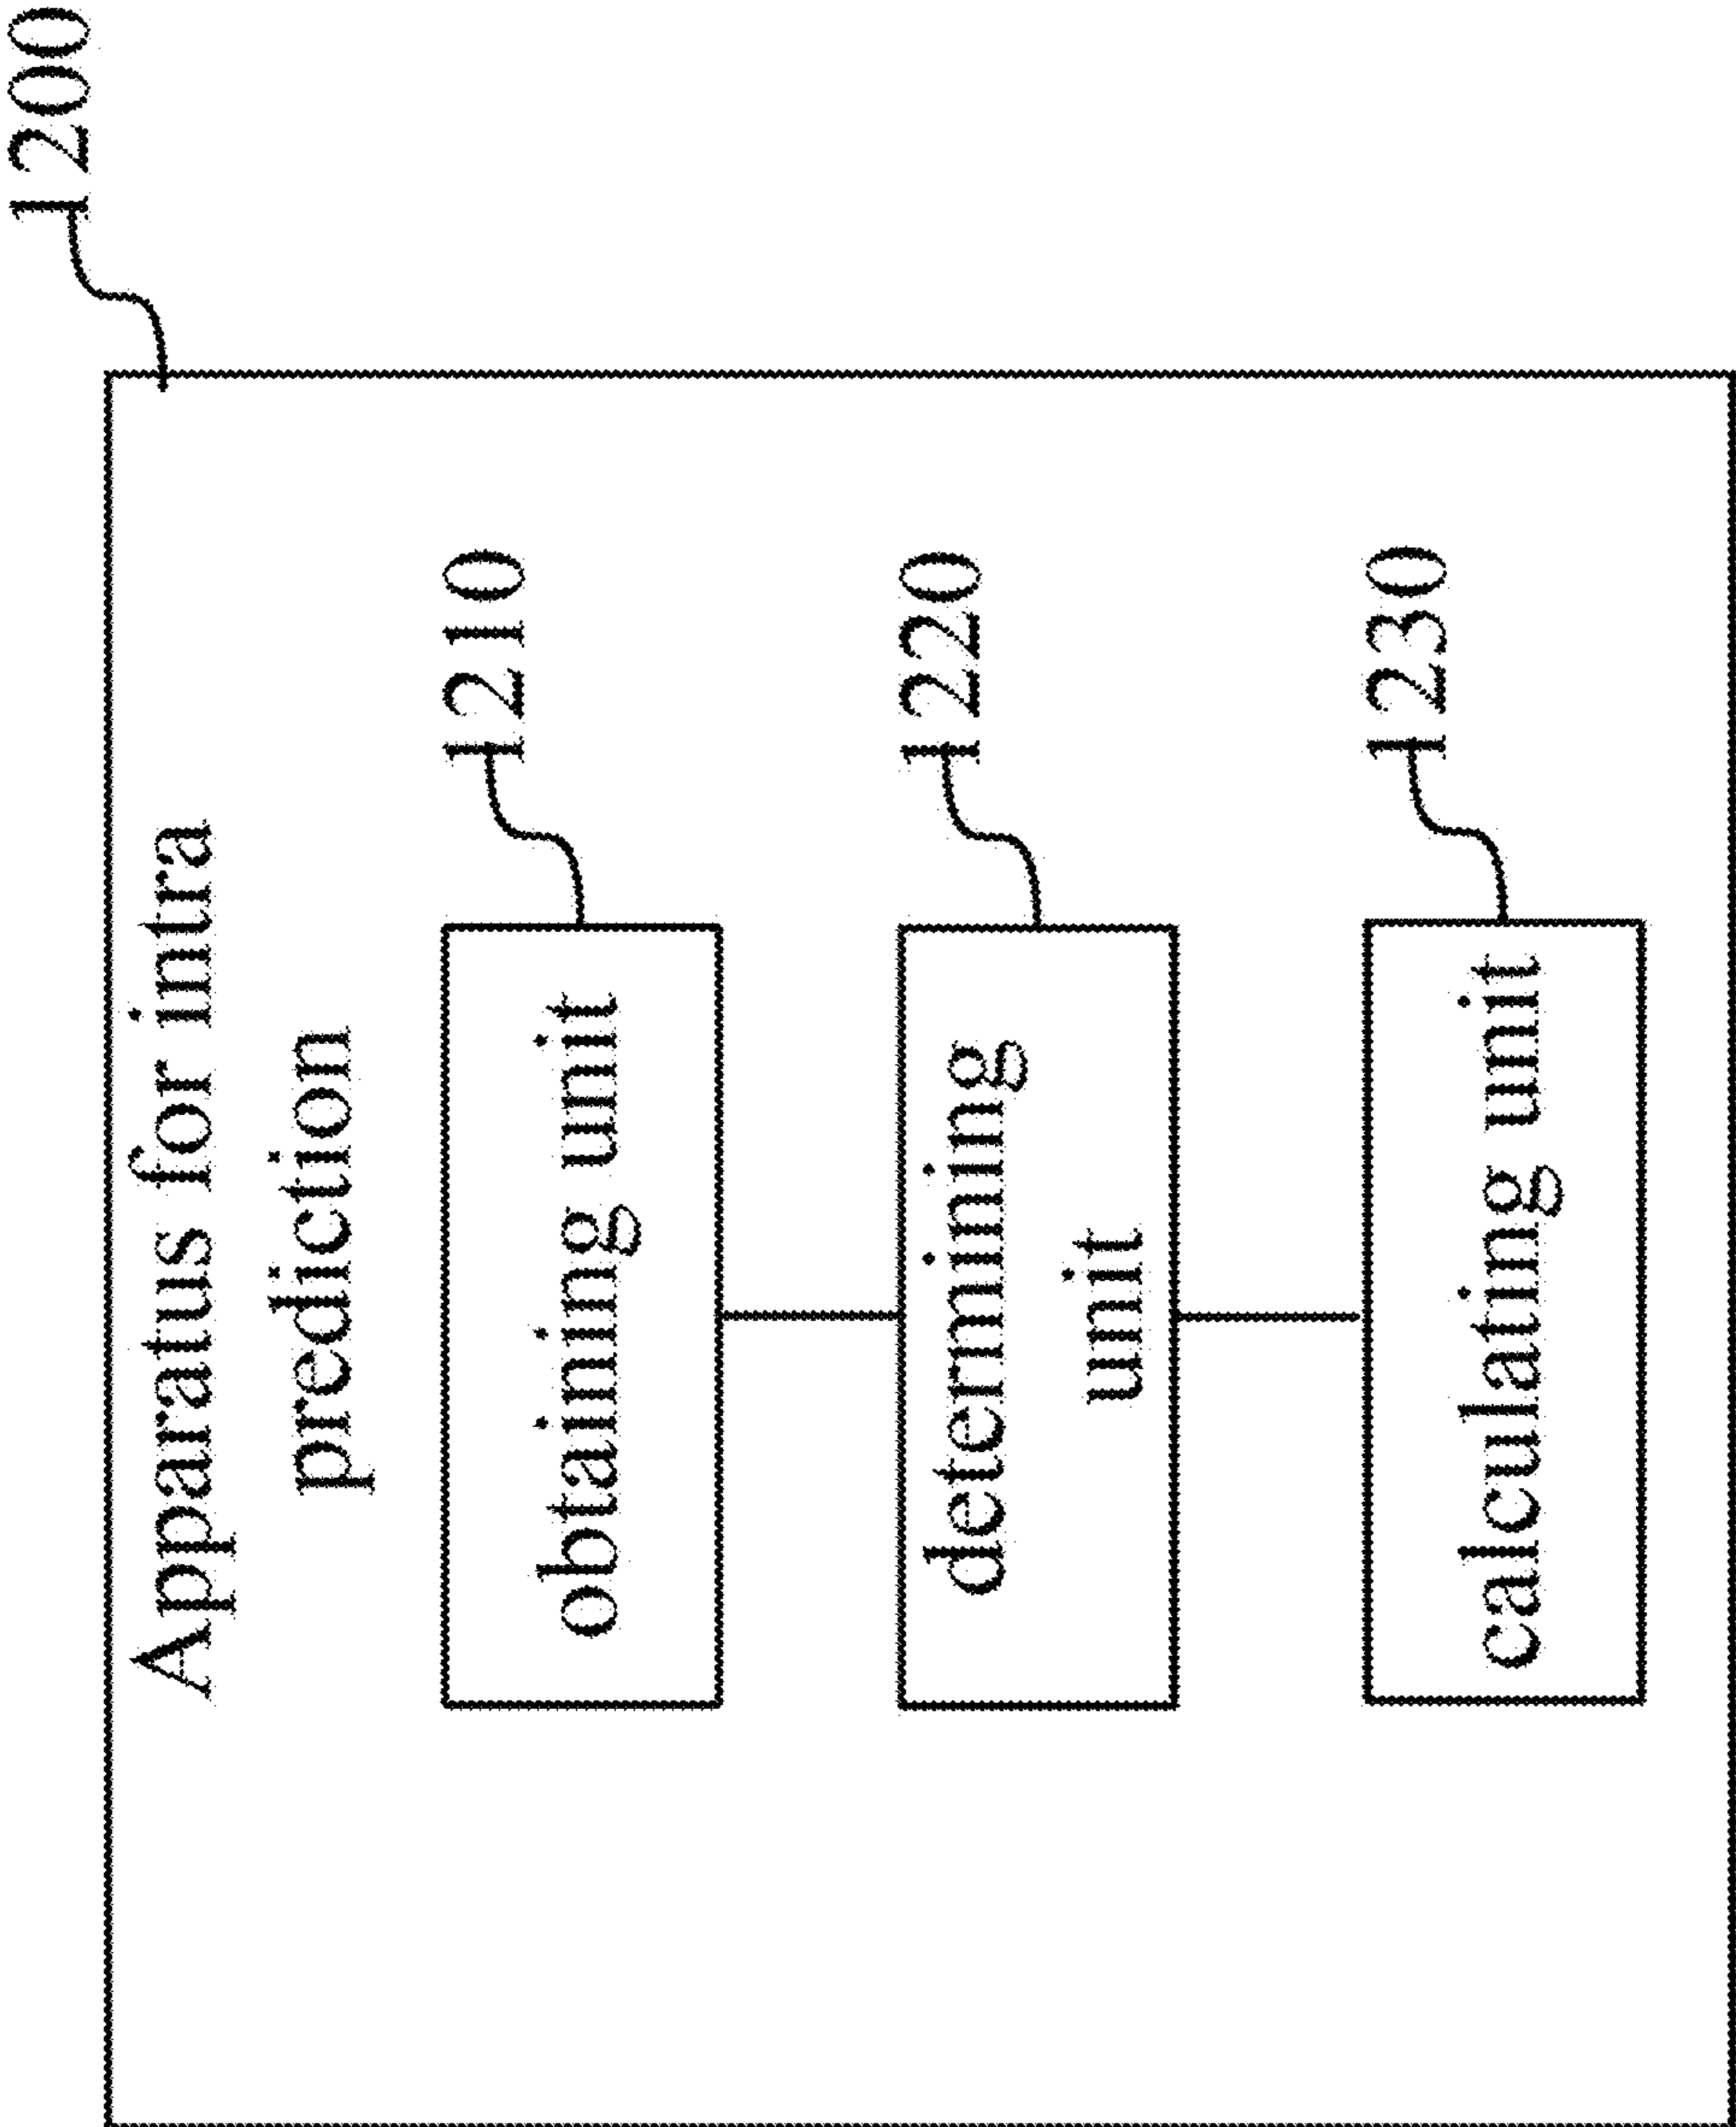 1200
Apparatus for intra
prediction
1210
obtaining unit
1220
determining
unit
1230
calculating unit